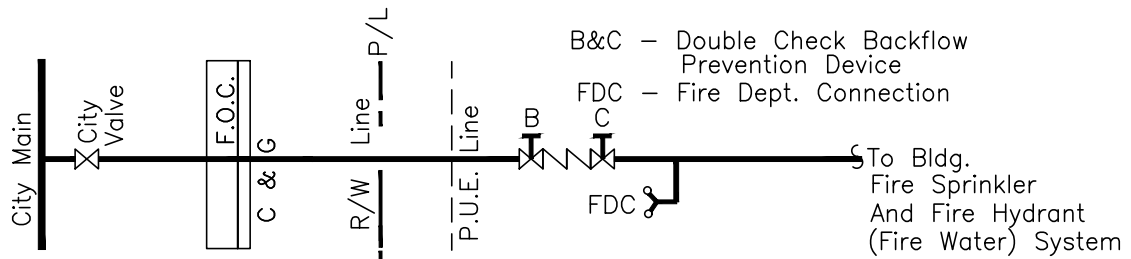 B&C – Double Check Backflow
Prevention Device
FDC – Fire Dept. Connection
City Main
City
Valve
F.O.C.
C & G
R/W Line P/L
P.U.E. Line
B
C
FDC
To Bldg.
Fire Sprinkler
And Fire Hydrant
(Fire Water) System